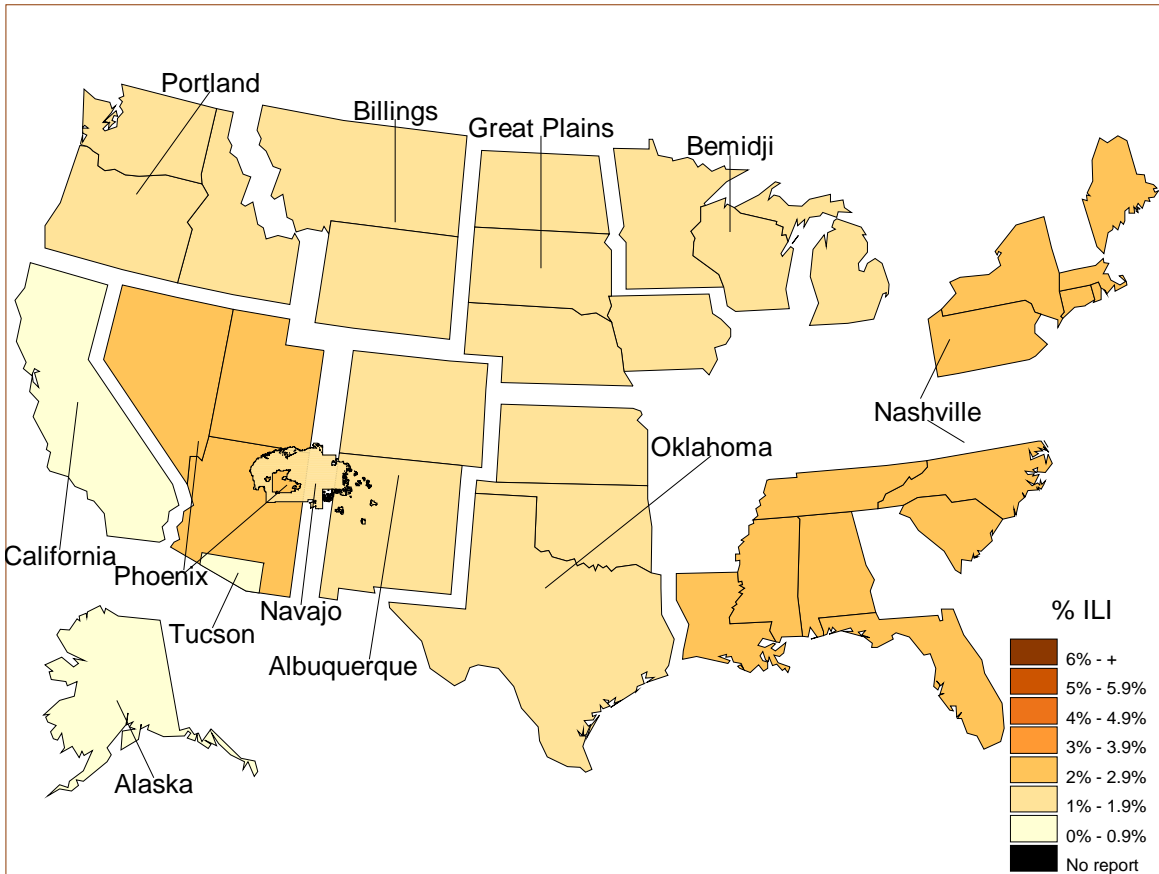 Portland
Billings
Great Plains
Bemidji
Nashville
Oklahoma
California
Phoenix
Navajo
Tucson
Albuquerque
Alaska
% ILI
6% - +
5% - 5.9%
4% - 4.9%
3% - 3.9%
2% - 2.9%
1% - 1.9%
0% - 0.9%
No report